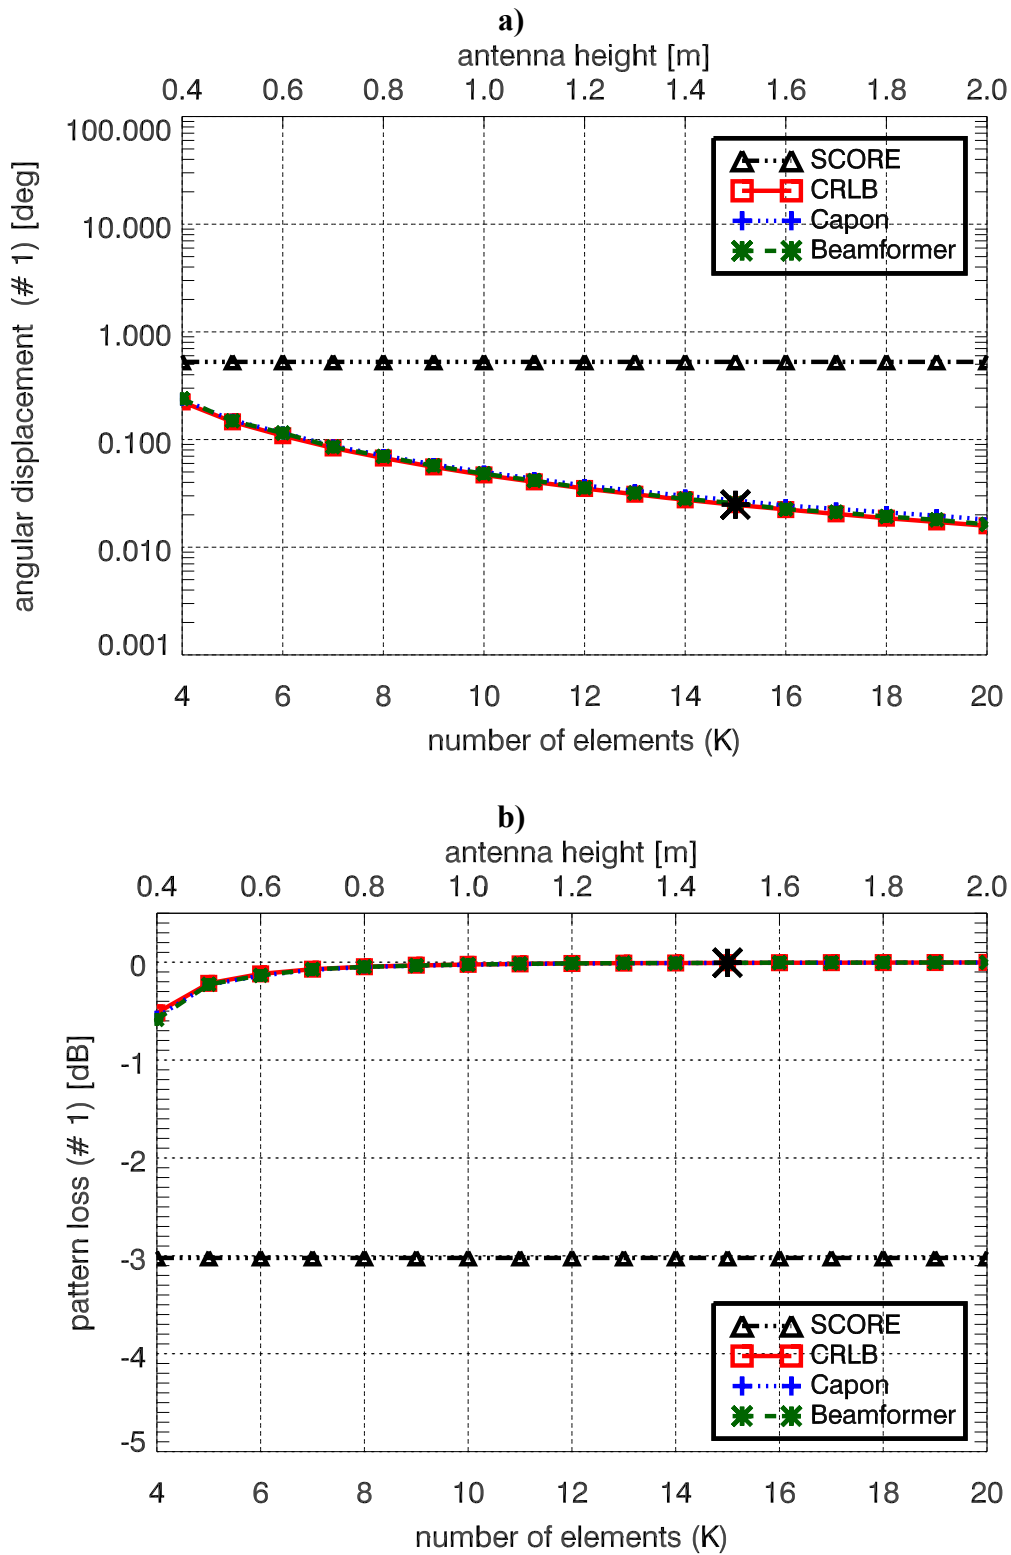 a)
antenna height [m]
0.4 0.6 0.8 1.0 1.2 1.4 1.6 1.8 2.0
100.000
10.000
1.000
0.100
0.010
0.001
angular displacement (# 1) [deg]
SCORE
CRLB
Capon
Beamformer
4 6 8 10 12 14 16 18 20
number of elements (K)
b)
antenna height [m]
0.4 0.6 0.8 1.0 1.2 1.4 1.6 1.8 2.0
0
-1
-2
-3
-4
-5
pattern loss (# 1) [dB]
SCORE
CRLB
Capon
Beamformer
4 6 8 10 12 14 16 18 20
number of elements (K)